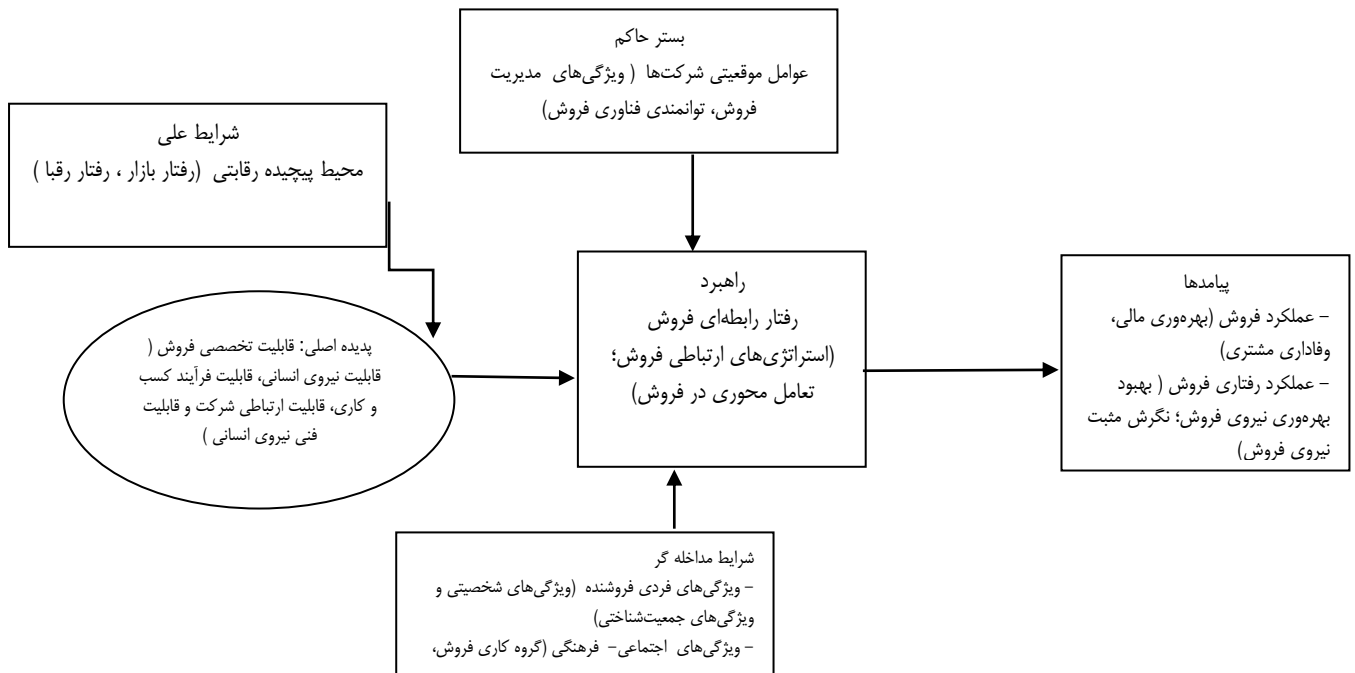 بستر حاکم
عوامل موقعیتی شرکت‌ها ( ویژگی‌های مدیریت
فروش، توانمندی فناوری فروش)
شرایط علی
محیط پیچیده رقابتی (رفتار بازار ، رفتار رقبا )
پدیده اصلی: قابلیت تخصصی فروش (
قابلیت نیروی انسانی، قابلیت فرآیند کسب
و کاری، قابلیت ارتباطی شرکت و قابلیت
فنی نیروی انسانی )
راهبرد
رفتار رابطه‌ای فروش
(استراتژی‌های ارتباطی فروش؛
تعامل محوری در فروش)
پیامدها
- عملکرد فروش (بهره‌وری مالی،
وفاداری مشتری)
- عملکرد رفتاری فروش ( بهبود
بهره‌وری نیروی فروش؛ نگرش مثبت
نیروی فروش)
شرایط مداخله گر
- ویژگی‌های فردی فروشنده (ویژگی‌های شخصیتی و
ویژگی‌های جمعیت‌شناختی)
- ویژگی‌های اجتماعی- فرهنگی (گروه کاری فروش،